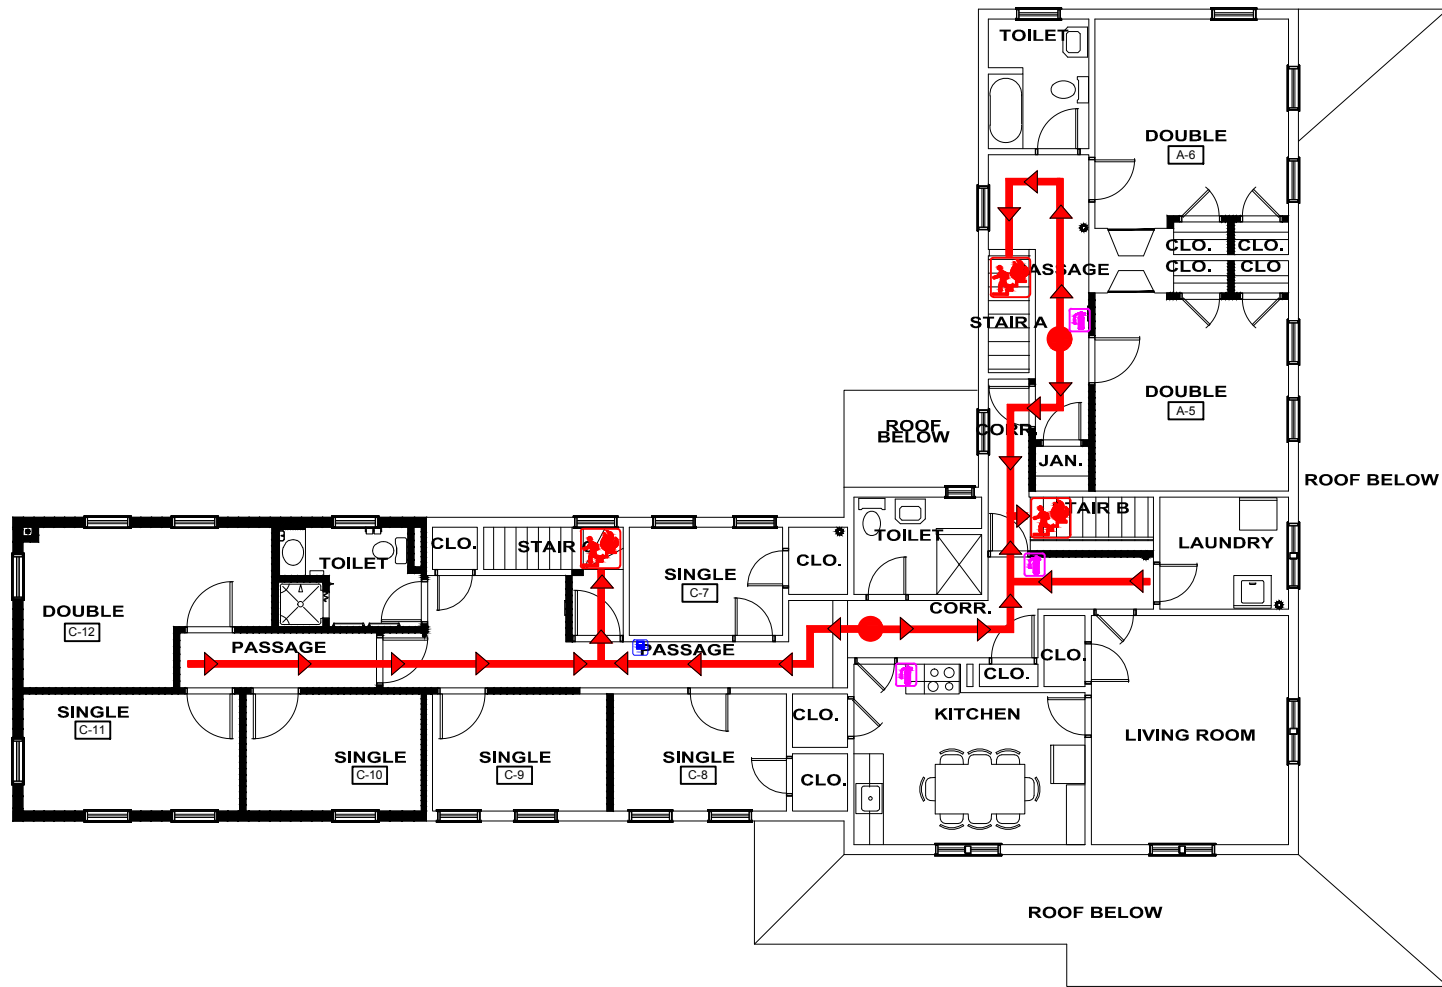 TOILET
DOUBLE
A-6
CLO.
CLO.
CLO.
CLO
ASSAGE
STAIR A
DOUBLE
A-5
ROOF
BELOW
CORR.
JAN.
ROOF BELOW
TAIR B
LAUNDRY
TOILET
STAIR C
CLO.
TOILET
CLO.
SINGLE
C-7
DOUBLE
C-12
CORR.
PASSAGE
PASSAGE
CLO.
CLO.
SINGLE
C-11
SINGLE
C-10
SINGLE
C-9
SINGLE
C-8
CLO.
CLO.
KITCHEN
LIVING ROOM
ROOF BELOW